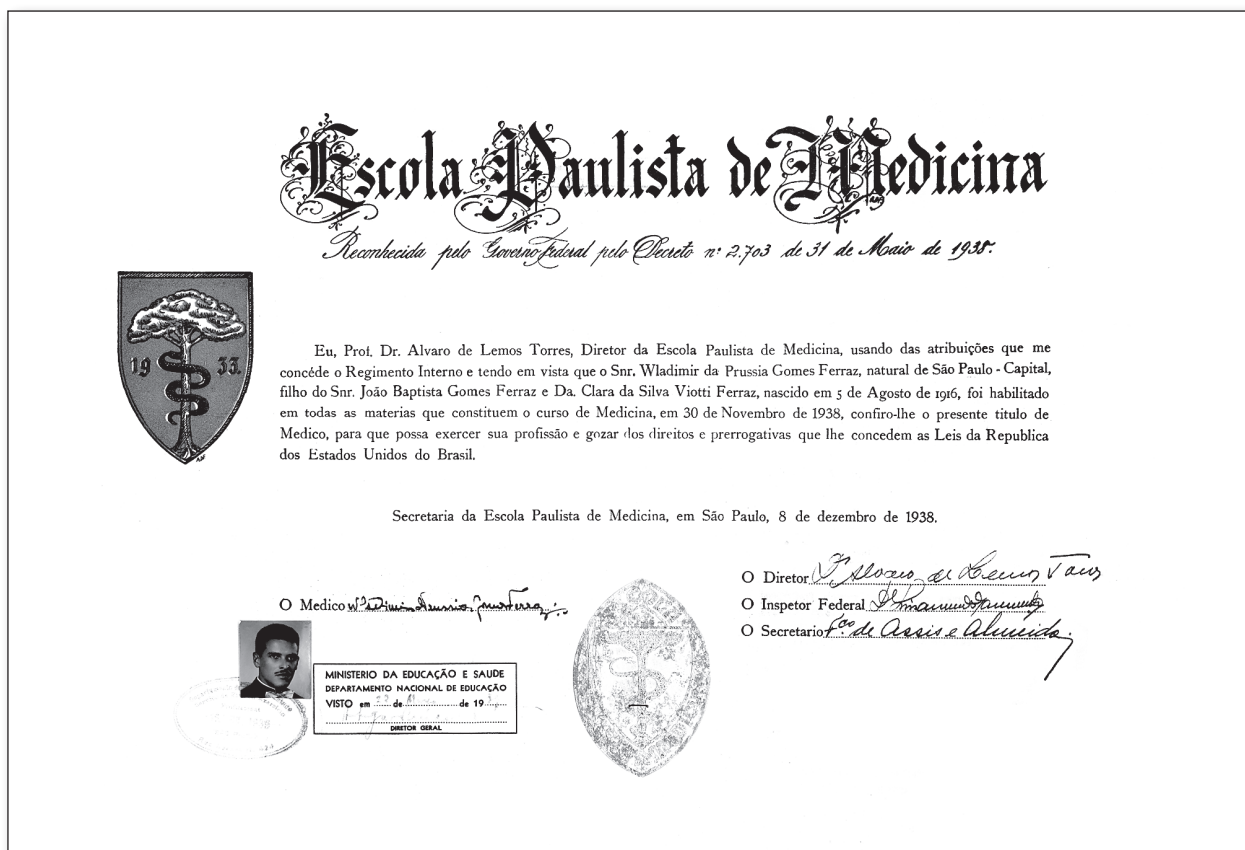 Escola Paulista de Medicina
Reconhecida pelo Governo Federal pelo Decreto nº 2.703 de 31 de Maio de 1938.
19 33.
Eu, Prof. Dr. Alvaro de Lemos Torres, Diretor da Escola Paulista de Medicina, usando das atribuições que me
concéde o Regimento Interno e tendo em vista que o Snr. Wladimir da Prussia Gomes Ferraz, natural de São Paulo - Capital,
filho do Snr. João Baptista Gomes Ferraz e Da. Clara da Silva Viotti Ferraz, nascido em 5 de Agosto de 1916, foi habilitado
em todas as materias que constituem o curso de Medicina, em 30 de Novembro de 1938, confiro-lhe o presente titulo de
Medico, para que possa exercer sua profissão e gozar dos direitos e prerrogativas que lhe concedem as Leis da Republica
dos Estados Unidos do Brasil.
Secretaria da Escola Paulista de Medicina, em São Paulo, 8 de dezembro de 1938.
O Diretor Alvaro de Lemos Torres
O Inspetor Federal
O Secretario Fco de Assis e Almeida.
O Medico
MINISTERIO DA EDUCAÇÃO E SAUDE
DEPARTAMENTO NACIONAL DE EDUCAÇÃO
VISTO em de de 19
DIRETOR GERAL